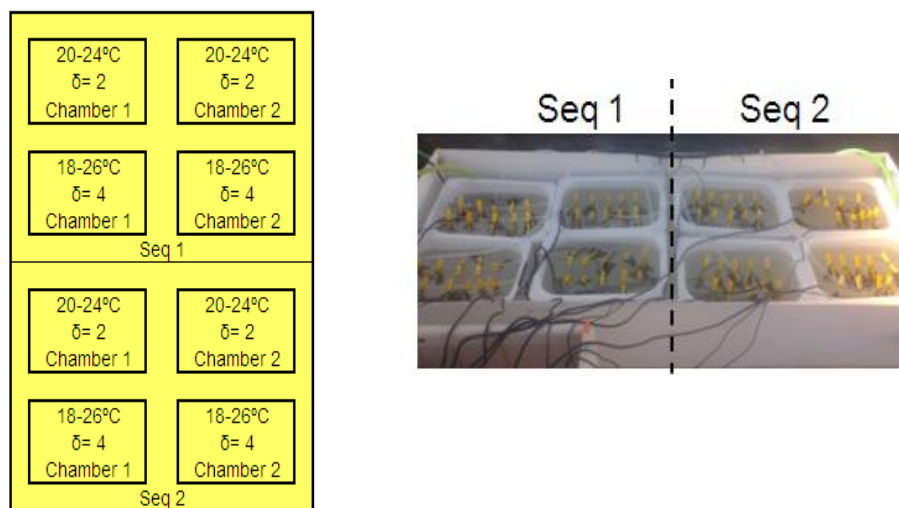 20-24ºC
δ= 2
Chamber 1
20-24ºC
δ= 2
Chamber 2
18-26ºC
δ= 4
Chamber 1
18-26ºC
δ= 4
Chamber 2
Seq 1
20-24ºC
δ= 2
Chamber 1
20-24ºC
δ= 2
Chamber 2
18-26ºC
δ= 4
Chamber 1
18-26ºC
δ= 4
Chamber 2
Seq 2
Seq 1
Seq 2